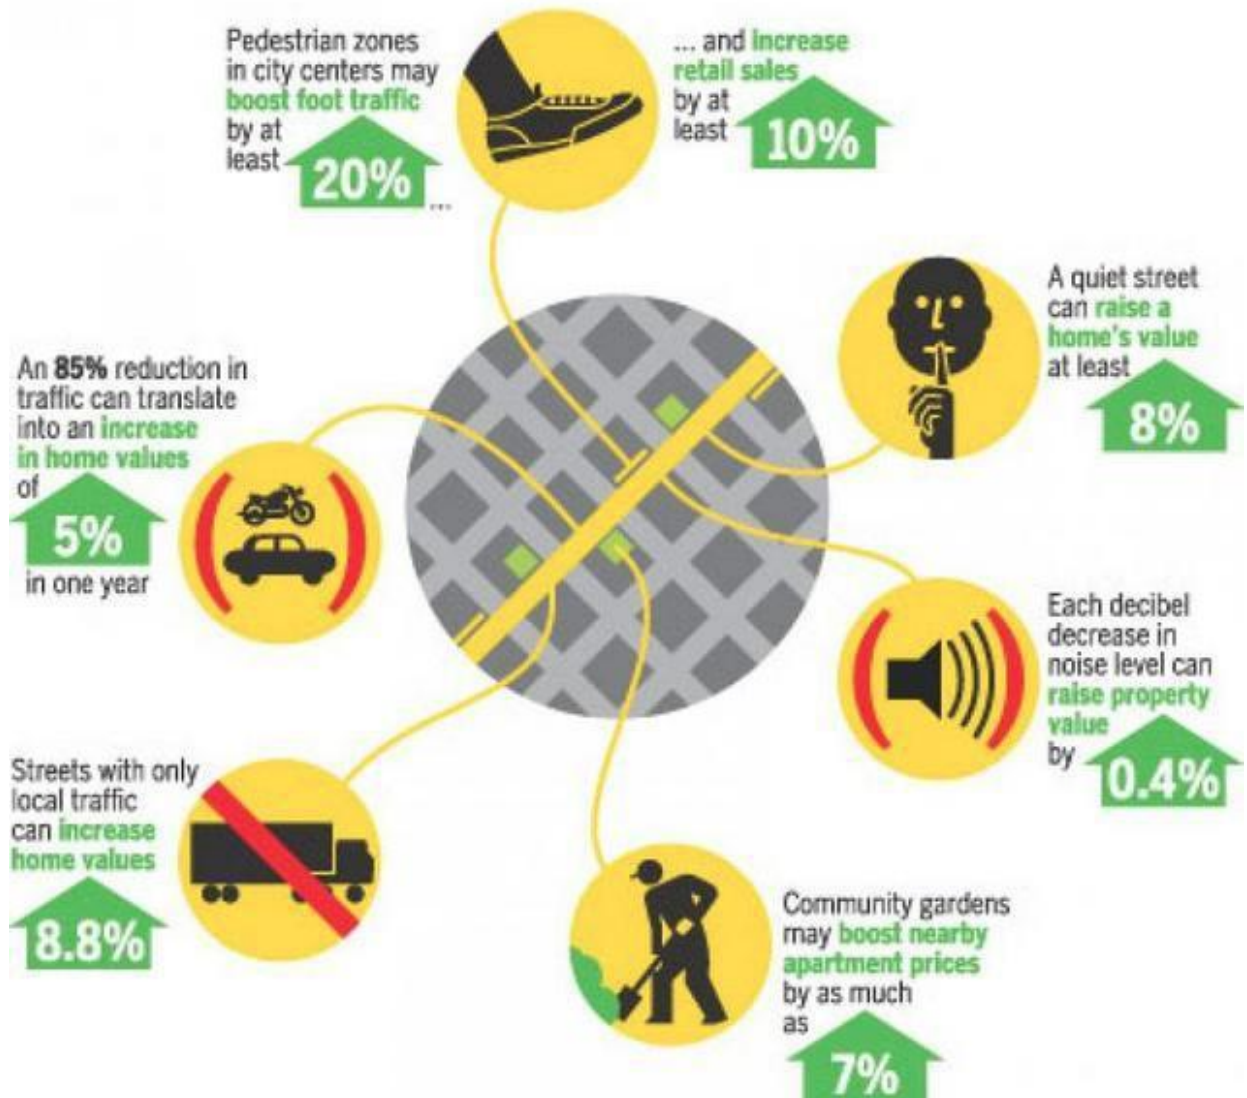 Pedestrian zones
in city centers may
boost foot traffic
by at
least
20% ...
... and increase
retail sales
by at
least
10%
A quiet street
can raise a
home's value
at least
8%
An 85% reduction in
traffic can translate
into an increase
in home values
of
5%
in one year
Each decibel
decrease in
noise level can
raise property
value
by
0.4%
Streets with only
local traffic
can increase
home values
8.8%
Community gardens
may boost nearby
apartment prices
by as much
as
7%